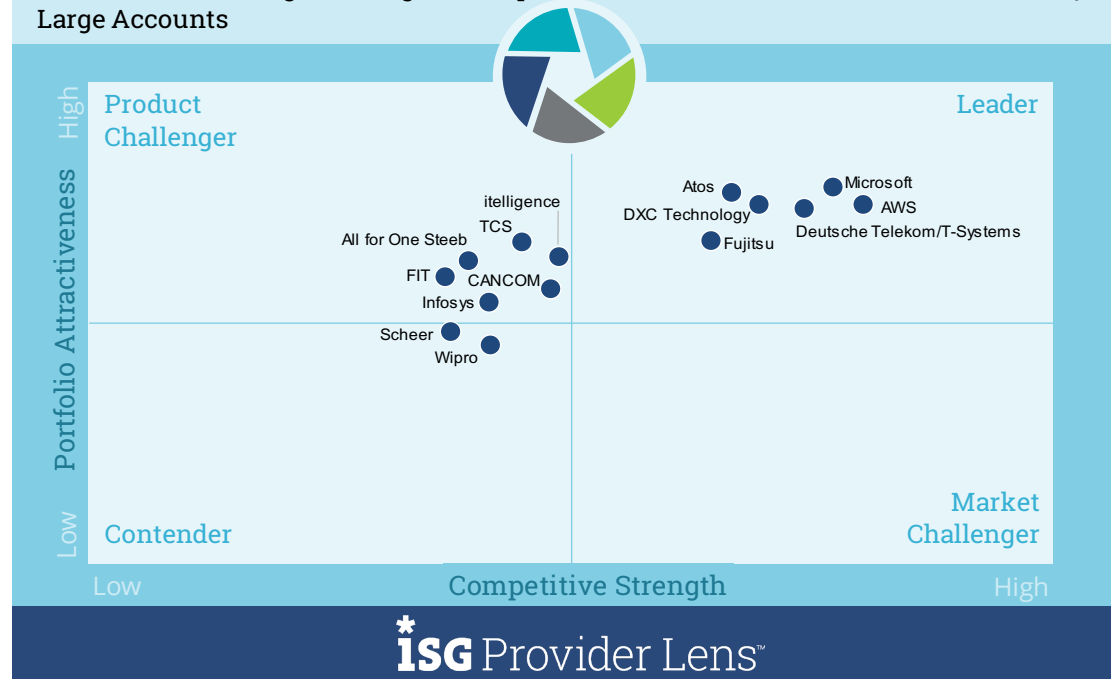 Large Accounts
High
Product
Challenger
Leader
Portfolio Attractiveness
itelligence
TCS
All for One Steeb
FIT
CANCOM
Infosys
Scheer
Wipro
Atos
Microsoft
DXC Technology
AWS
Deutsche Telekom/T-Systems
Fujitsu
Low
Contender
Market
Challenger
Low
Competitive Strength
High
ISG Provider Lens™